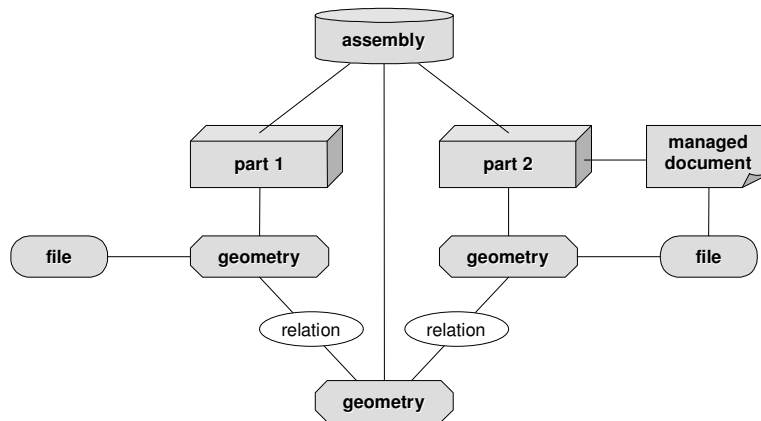 assembly
part 1
part 2
managed
document
file
geometry
geometry
file
relation
relation
geometry